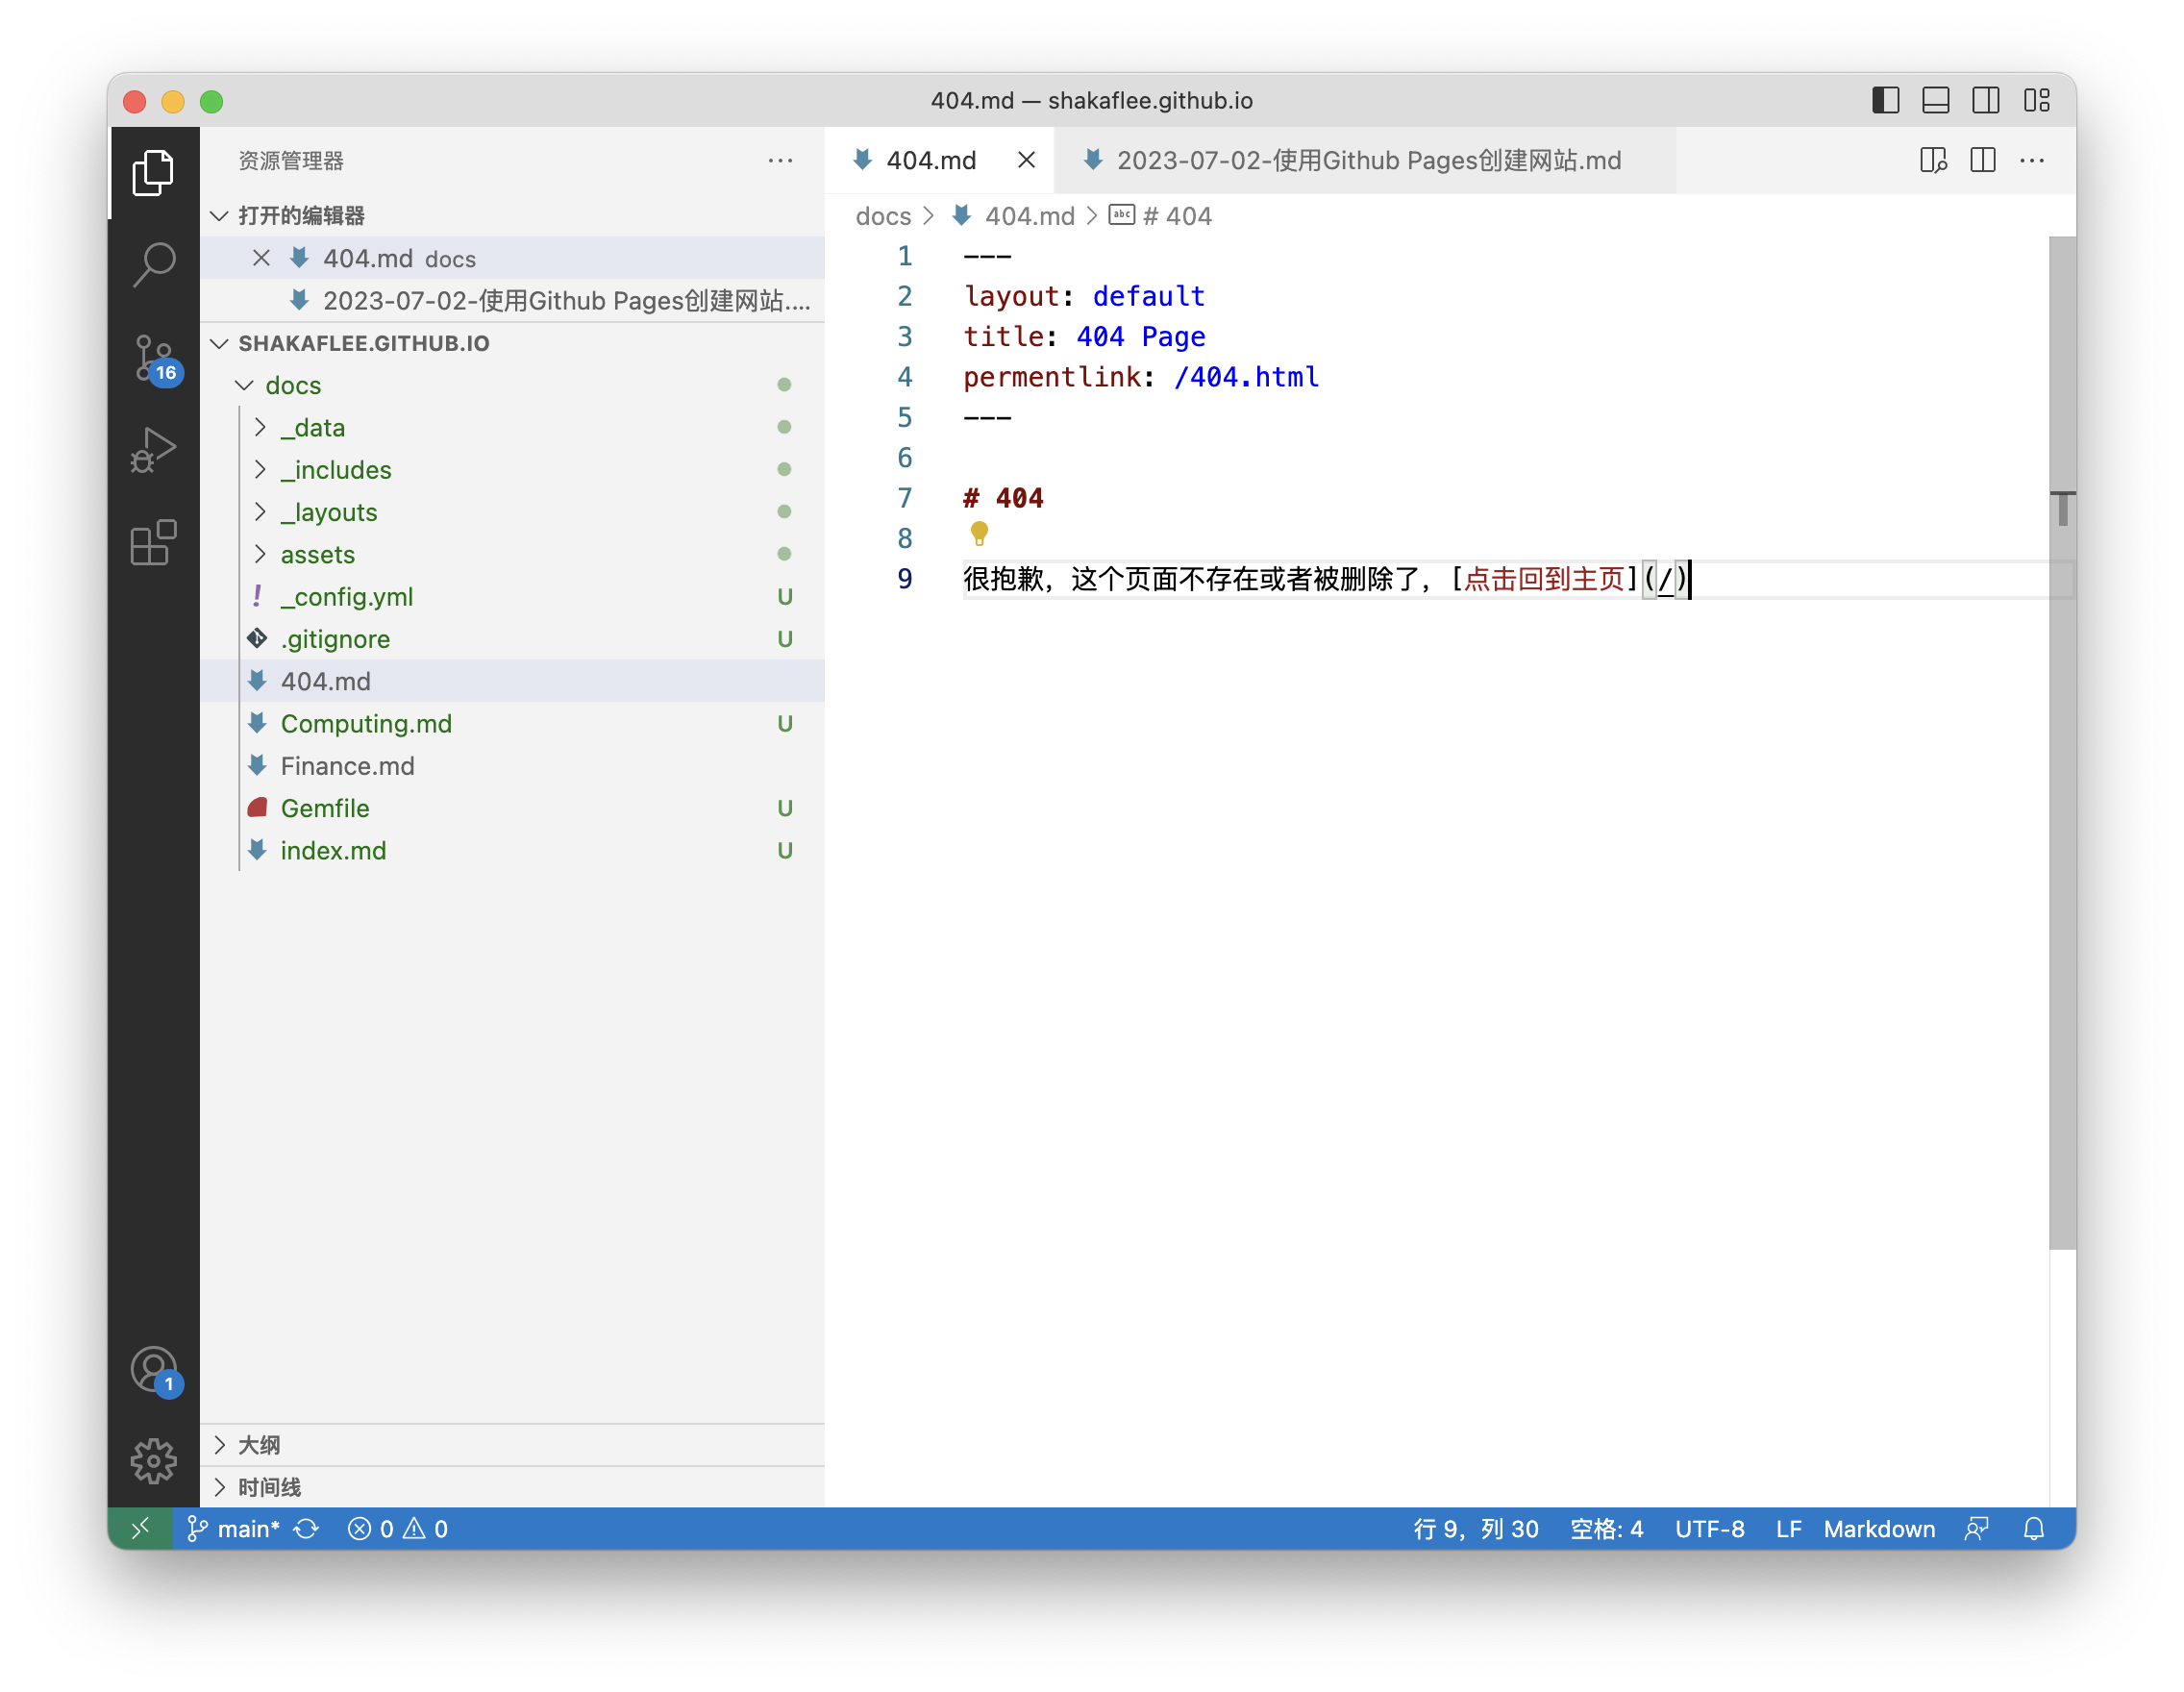 404.md — shakaflee.github.io
资源管理器
404.md
2023-07-02-使用Github Pages创建网站.md
打开的编辑器
404.md docs
2023-07-02-使用Github Pages创建网站....
SHAKAFLEE.GITHUB.IO
docs
_data
_includes
_layouts
assets
_config.yml U
.gitignore U
404.md
Computing.md U
Finance.md
Gemfile U
index.md U
大纲
时间线
16
1
docs > 404.md > abc # 404
1 ---
2 layout: default
3 title: 404 Page
4 permentlink: /404.html
5 ---
6
7 # 404
8
9 很抱歉，这个页面不存在或者被删除了，[点击回到主页](/)
main* 0 0
行 9，列 30 空格: 4 UTF-8 LF Markdown